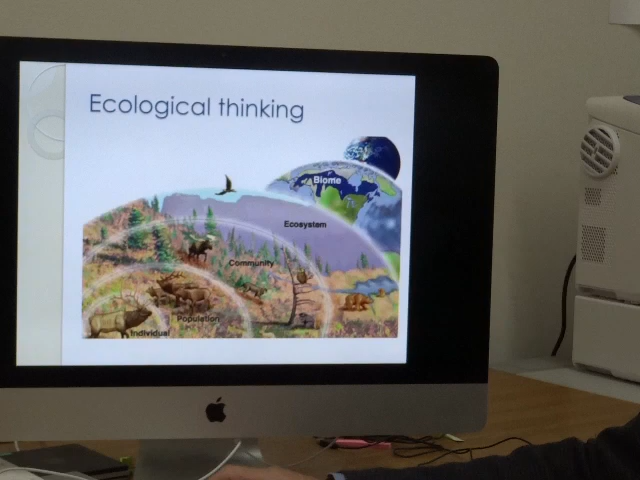 Ecological thinking
Biome
Ecosystem
Community
Population
Individual